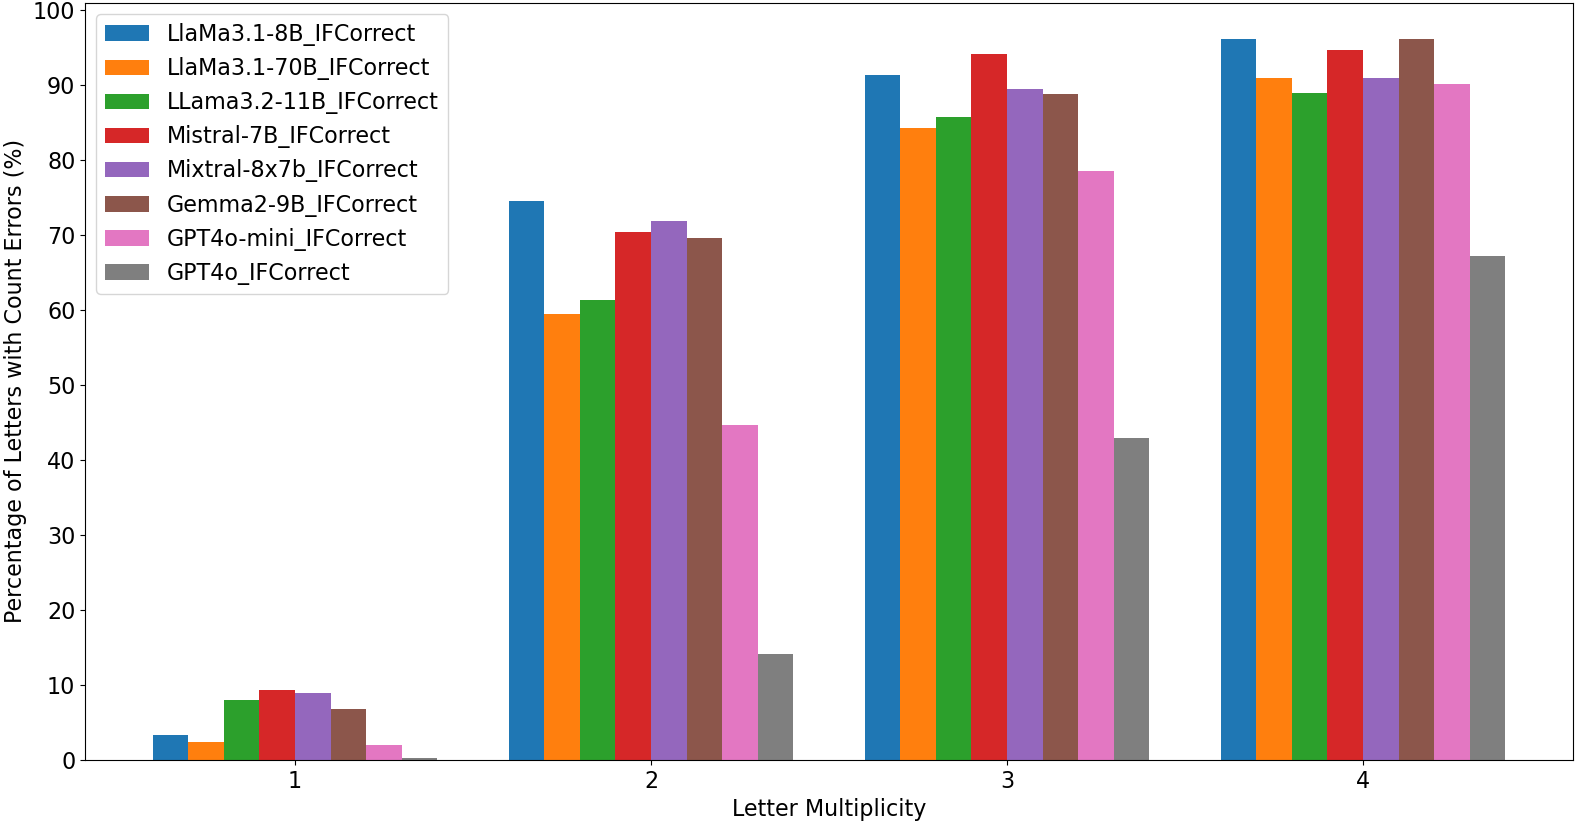 Percentage of Letters with Count Errors (%)
100
90
80
70
60
50
40
30
20
10
0
LlaMa3.1-8B_IFCorrect
LlaMa3.1-70B_IFCorrect
LLama3.2-11B_IFCorrect
Mistral-7B_IFCorrect
Mixtral-8x7b_IFCorrect
Gemma2-9B_IFCorrect
GPT4o-mini_IFCorrect
GPT4o_IFCorrect
1 2 3 4
Letter Multiplicity